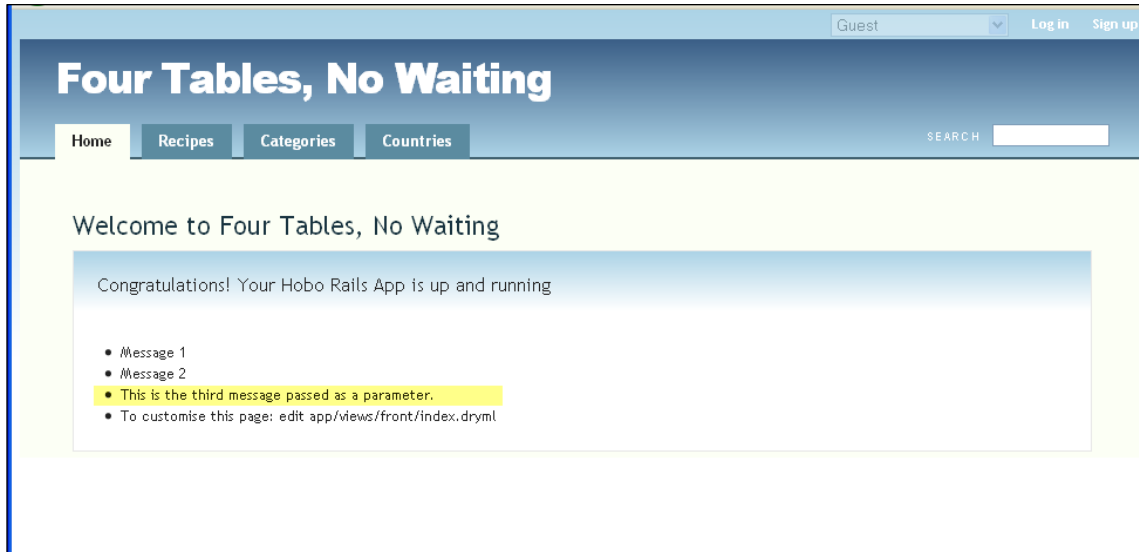 Guest Log in Sign up
Four Tables, No Waiting
Home Recipes Categories Countries SEARCH
Welcome to Four Tables, No Waiting
Congratulations! Your Hobo Rails App is up and running
• Message 1
• Message 2
• This is the third message passed as a parameter.
• To customise this page: edit app/views/front/index.dryml